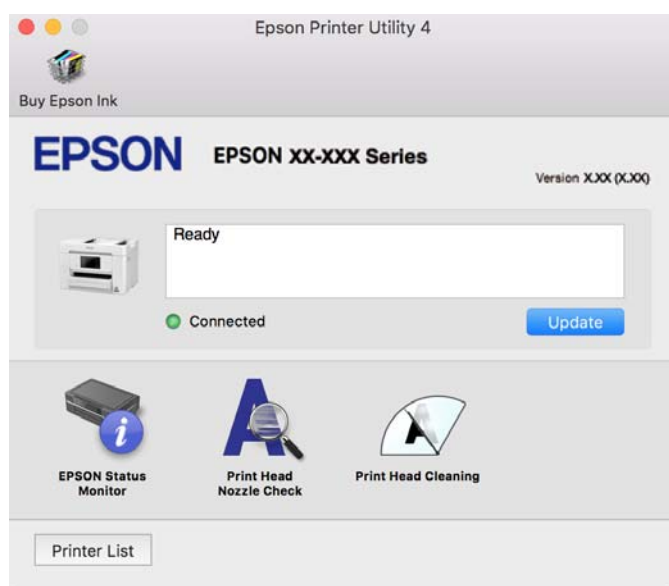 Epson Printer Utility 4
Buy Epson Ink
EPSON
EPSON XX-XXX Series
Version X.XX (X.XX)
Ready
Connected
Update
EPSON Status
Monitor
Print Head
Nozzle Check
Print Head Cleaning
Printer List